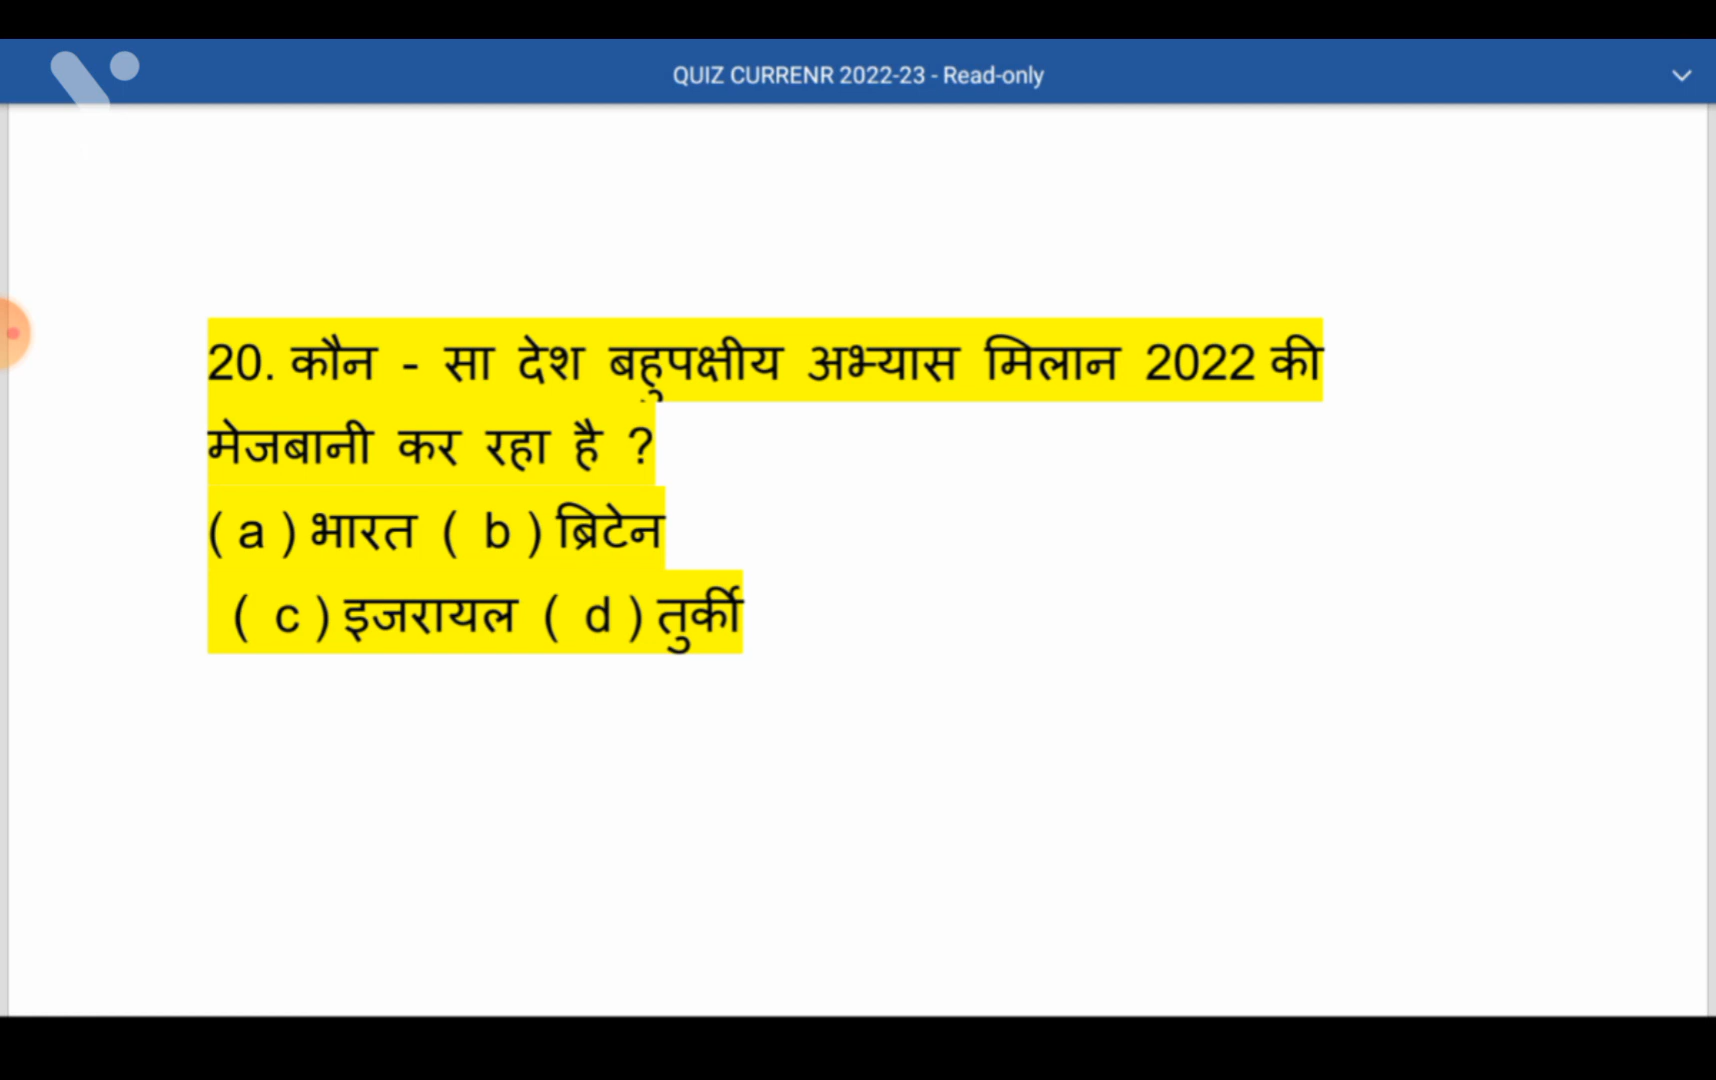 QUIZ CURRENR 2022-23 - Read-only
20. कौन - सा देश बहुपक्षीय अभ्यास मिलान 2022 की
मेजबानी कर रहा है ?
( a ) भारत ( b ) ब्रिटेन
( c ) इजरायल ( d ) तुर्की